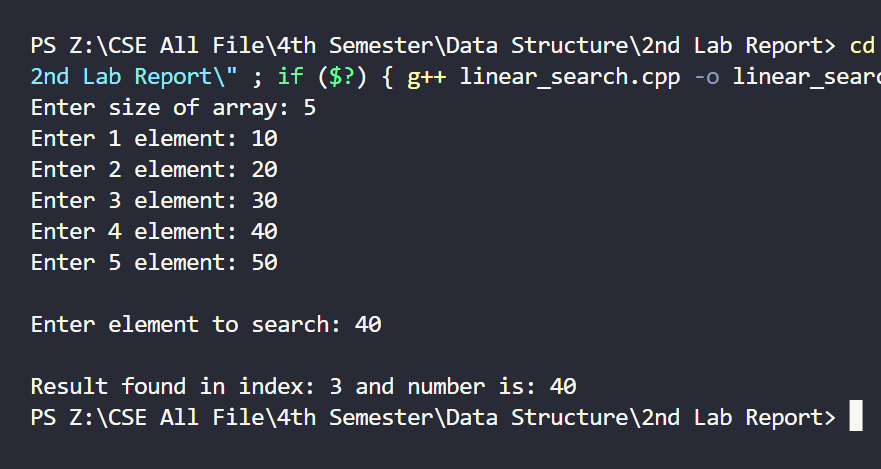 PS Z:\CSE All File\4th Semester\Data Structure\2nd Lab Report> cd
2nd Lab Report\" ; if ($?) { g++ linear_search.cpp -o linear_searc
Enter size of array: 5
Enter 1 element: 10
Enter 2 element: 20
Enter 3 element: 30
Enter 4 element: 40
Enter 5 element: 50
Enter element to search: 40
Result found in index: 3 and number is: 40
PS Z:\CSE All File\4th Semester\Data Structure\2nd Lab Report>